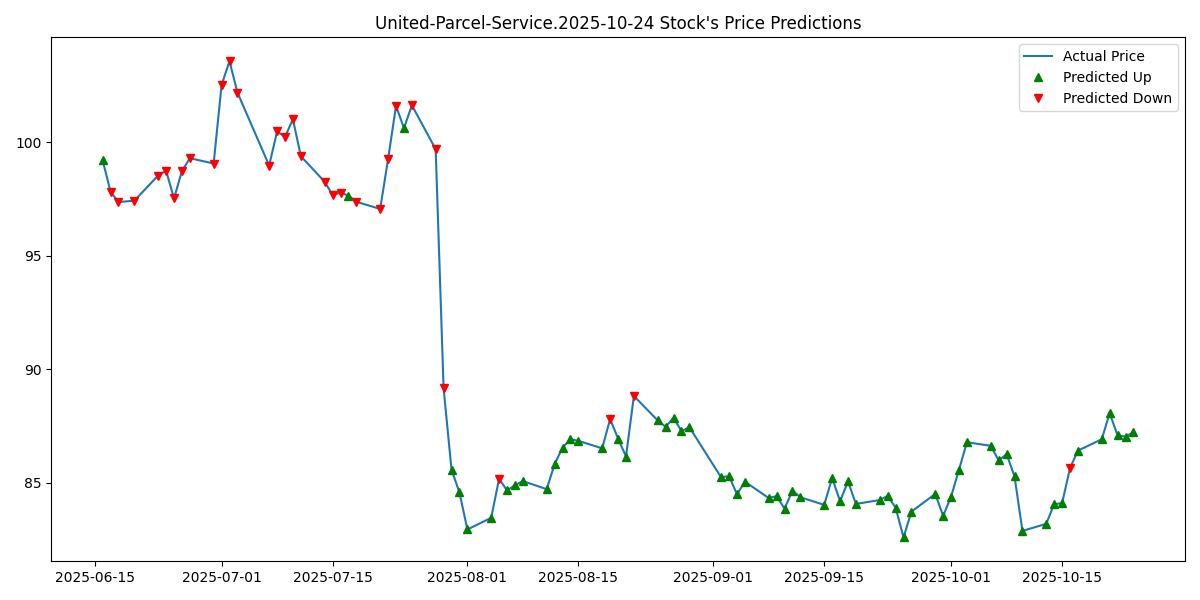 United-Parcel-Service.2025-10-24 Stock's Price Predictions
Actual Price
Predicted Up
Predicted Down
100
95
90
85
2025-06-15 2025-07-01 2025-07-15 2025-08-01 2025-08-15 2025-09-01 2025-09-15 2025-10-01 2025-10-15